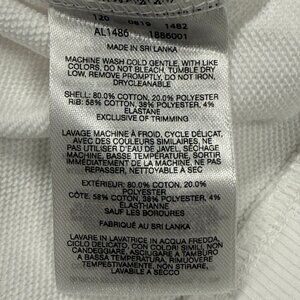 120 0819 1482
AL1486 1886001
MADE IN SRI LANKA
MACHINE WASH COLD GENTLE, WITH LIKE
COLORS, DO NOT BLEACH, TUMBLE DRY
LOW, REMOVE PROMPTLY, DO NOT IRON,
DRYCLEANABLE
SHELL: 80.0% COTTON, 20.0% POLYESTER
RIB: 58% COTTON, 38% POLYESTER, 4%
ELASTANE
EXCLUSIVE OF TRIMMING
LAVAGE MACHINE À FROID, CYCLE DÉLICAT,
AVEC DES COULEURS SIMILAIRES, NE
PAS UTILISER D'EAU DE JAVEL, SÉCHAGE
MACHINE, BASSE TEMPÉRATURE, SORTIR
IMMÉDIATEMENT DE LA MACHINE, NE PAS
REPASSER, NETTOYABLE A SEC
EXTÉRIEUR: 80.0% COTON, 20.0%
POLYESTER
CÔTE: 58% COTON, 38% POLYESTER, 4%
ÉLASTHANNE
SAUF LES BORDURES
FABRIQUÉ AU SRI LANKA
LAVARE IN LAVATRICE IN ACQUA FREDDA,
CICLO DELICATO, CON COLORI SIMILI, NON
CANDEGGIARE, ASCIUGARE A TAMBURO
A BASSA TEMPERATURA, RIMUOVERE
TEMPESTIVAMENTE, NON STIRARE,
LAVABILE A SECCO